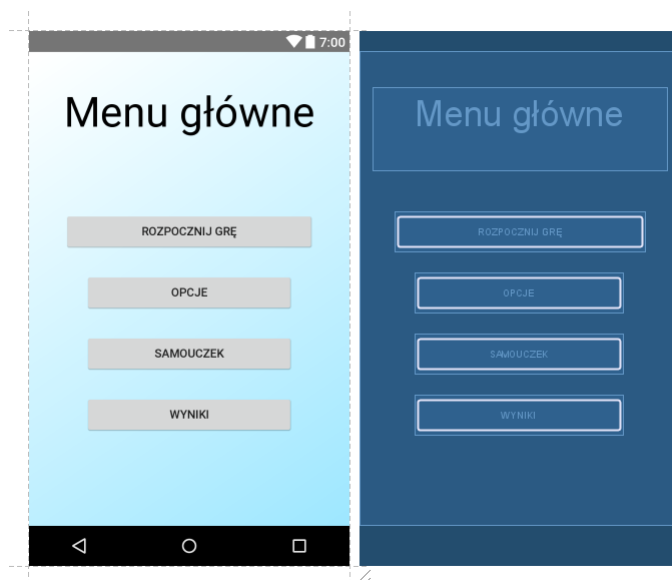 7:00
Menu główne
ROZPOCZNIJ GRĘ
OPCJE
SAMOUCZEK
WYNIKI
Menu główne
ROZPOCZNIJ GRĘ
OPCJE
SAMOUCZEK
WYNIKI